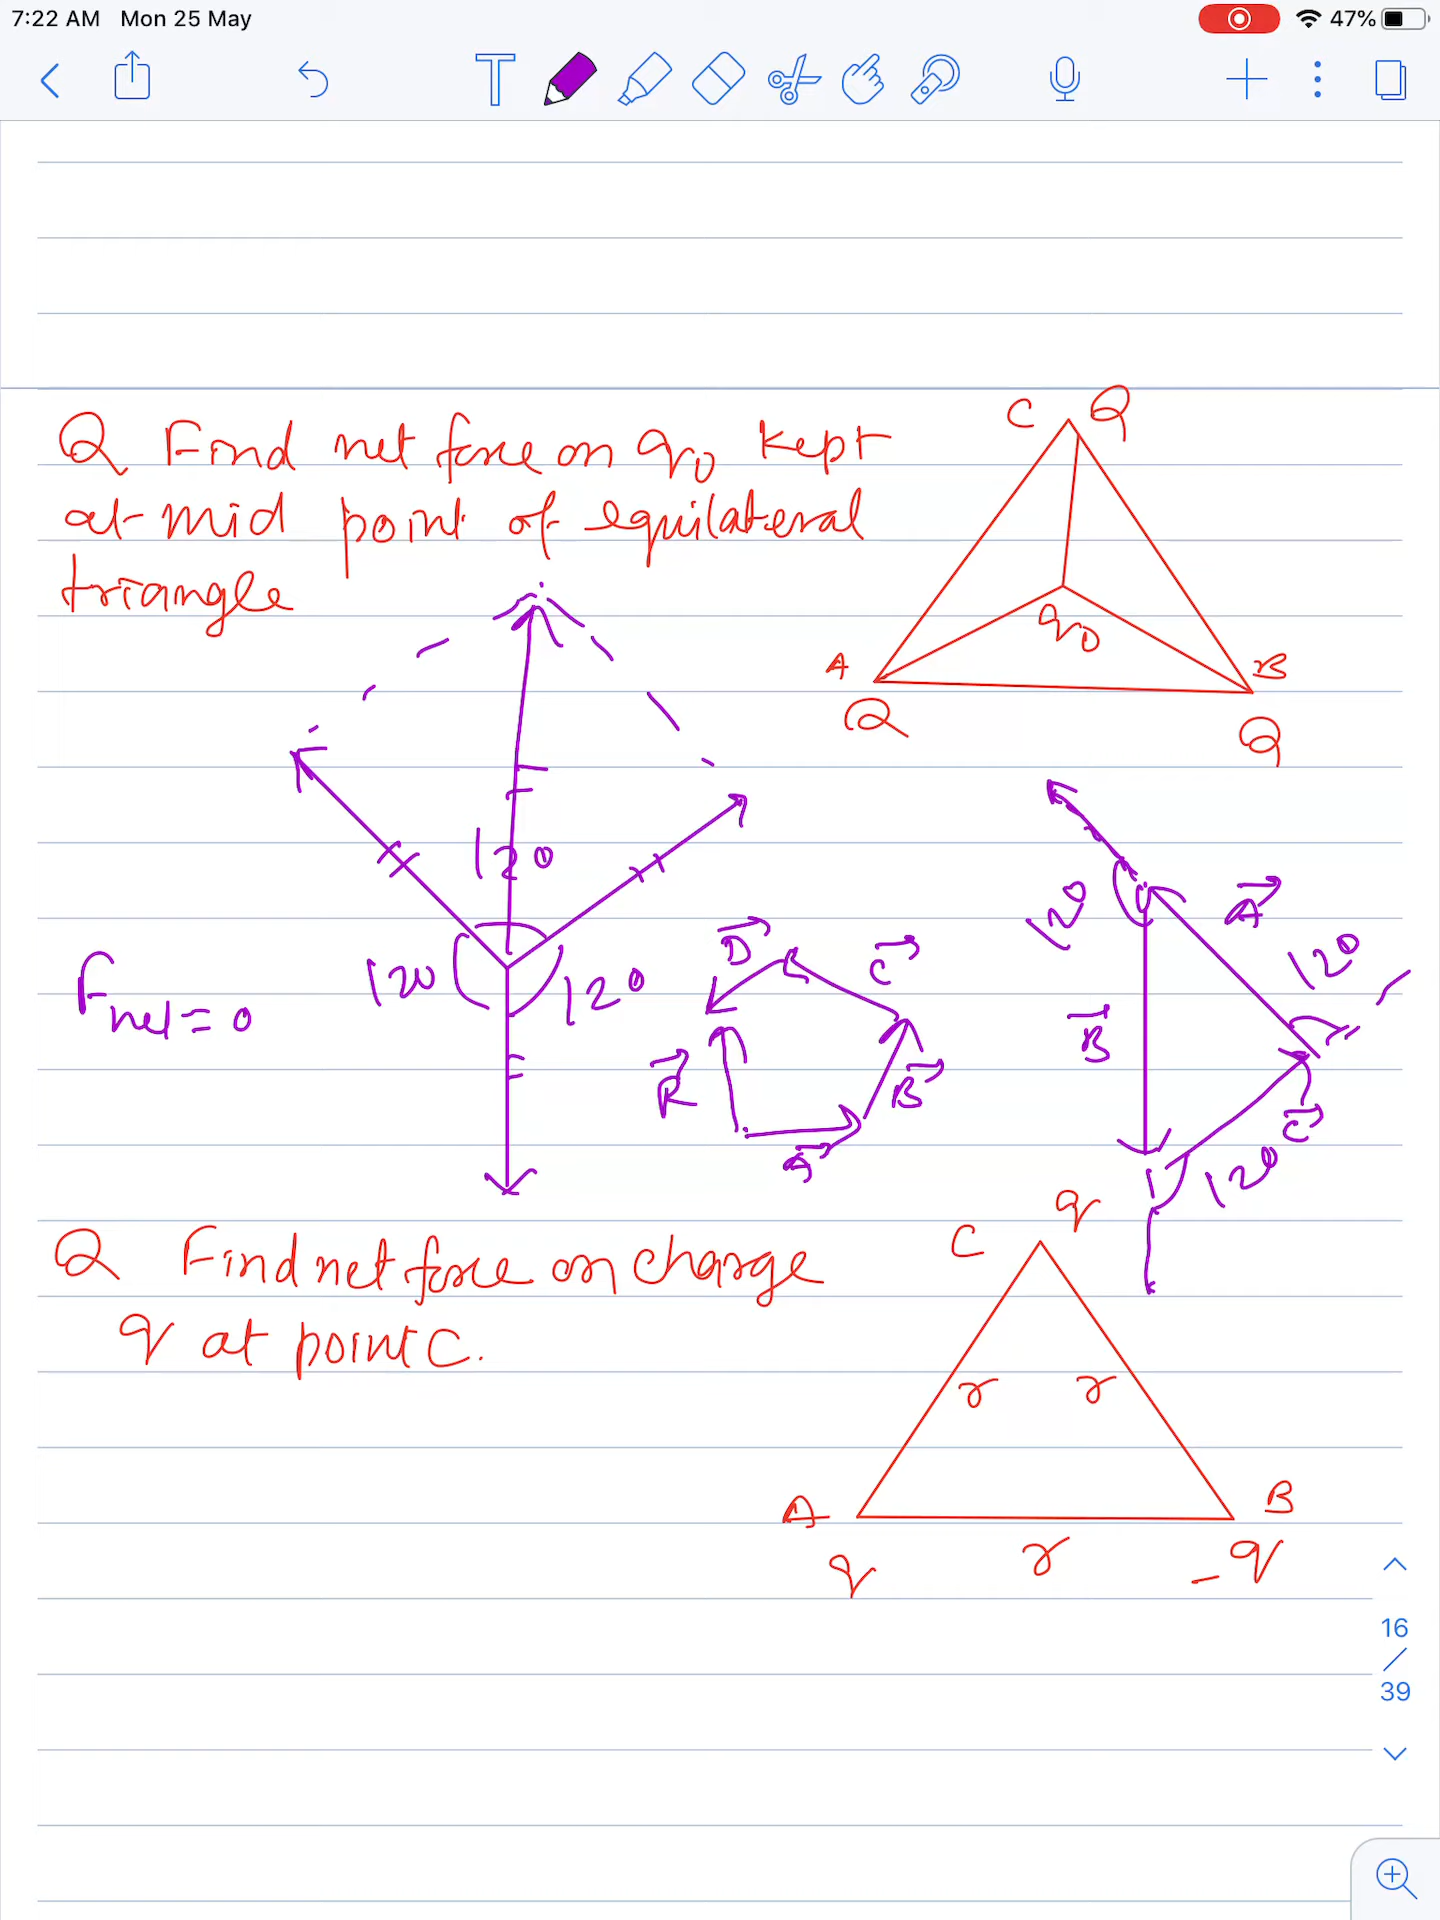 7:22 AM Mon 25 May
47%
T
Q Find net force on q0 kept
at mid point of equilateral
triangle
C Q
q0
A B
Q Q
120
120 120
Fnet = 0
D C
R B
A
120 A 120
B
C
120
Q Find net force on charge
q at point C.
C q
r r
A B
q r -q
16
/
39